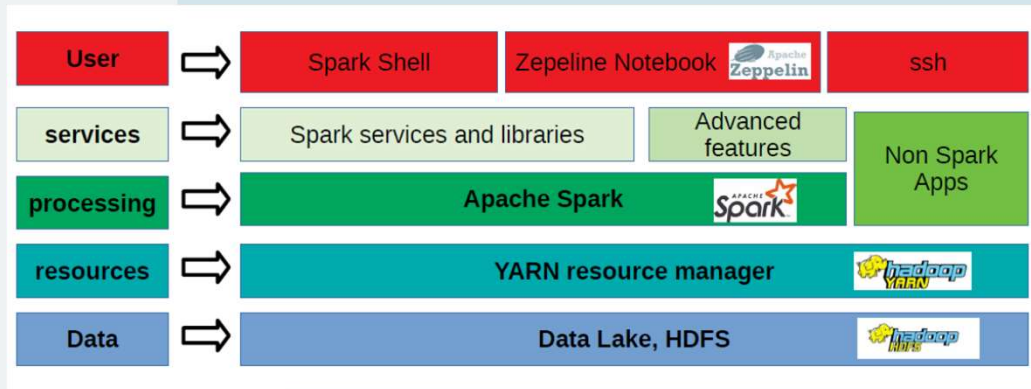 User
Spark Shell
Zepeline Notebook
Apache
Zeppelin
ssh
services
Spark services and libraries
Advanced
features
Non Spark
Apps
processing
Apache Spark
APACHE
Spark
resources
YARN resource manager
hadoop
YARN
Data
Data Lake, HDFS
hadoop
HDFS